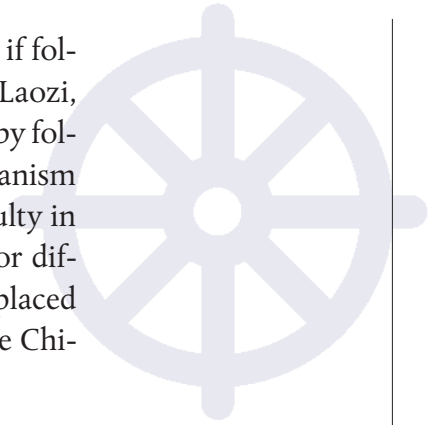 if fol-
Laozi,
by fol-
anism
ulty in
or dif-
placed
e Chi-